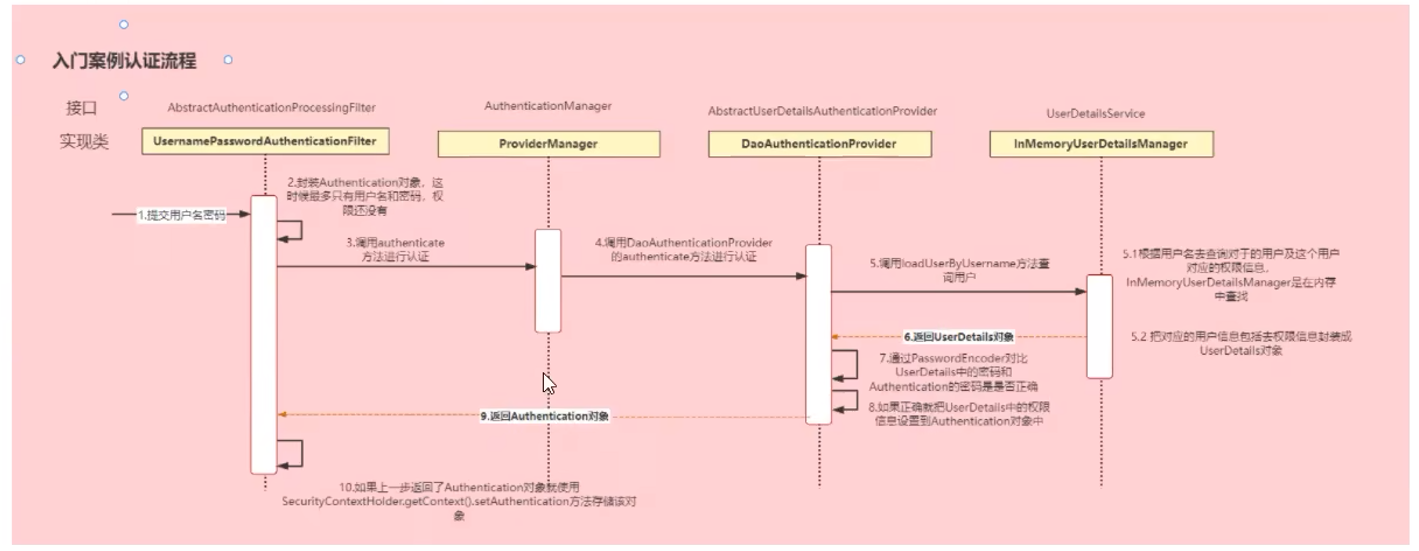 入门案例认证流程
接口
AbstractAuthenticationProcessingFilter
AuthenticationManager
AbstractUserDetailsAuthenticationProvider
UserDetailsService
实现类
UsernamePasswordAuthenticationFilter
ProviderManager
DaoAuthenticationProvider
InMemoryUserDetailsManager
1.提交用户名密码
2.封装Authentication对象，这
时候最多只有用户名和密码，权
限还没有
3.调用authenticate
方法进行认证
4.调用DaoAuthenticationProvider
的authenticate方法进行认证
5.调用loadUserByUsername方法查
询用户
5.1根据用户名去查询对于的用户及这个用户
对应的权限信息，
InMemoryUserDetailsManager是在内存
中查找
5.2 把对应的用户信息包括去权限信息封装成
UserDetails对象
6.返回UserDetails对象
7.通过PasswordEncoder对比
UserDetails中的密码和
Authentication的密码是是否正确
8.如果正确就把UserDetails中的权限
信息设置到Authentication对象中
9.返回Authentication对象
10.如果上一步返回了Authentication对象就使用
SecurityContextHolder.getContext().setAuthentication方法存储该对
象